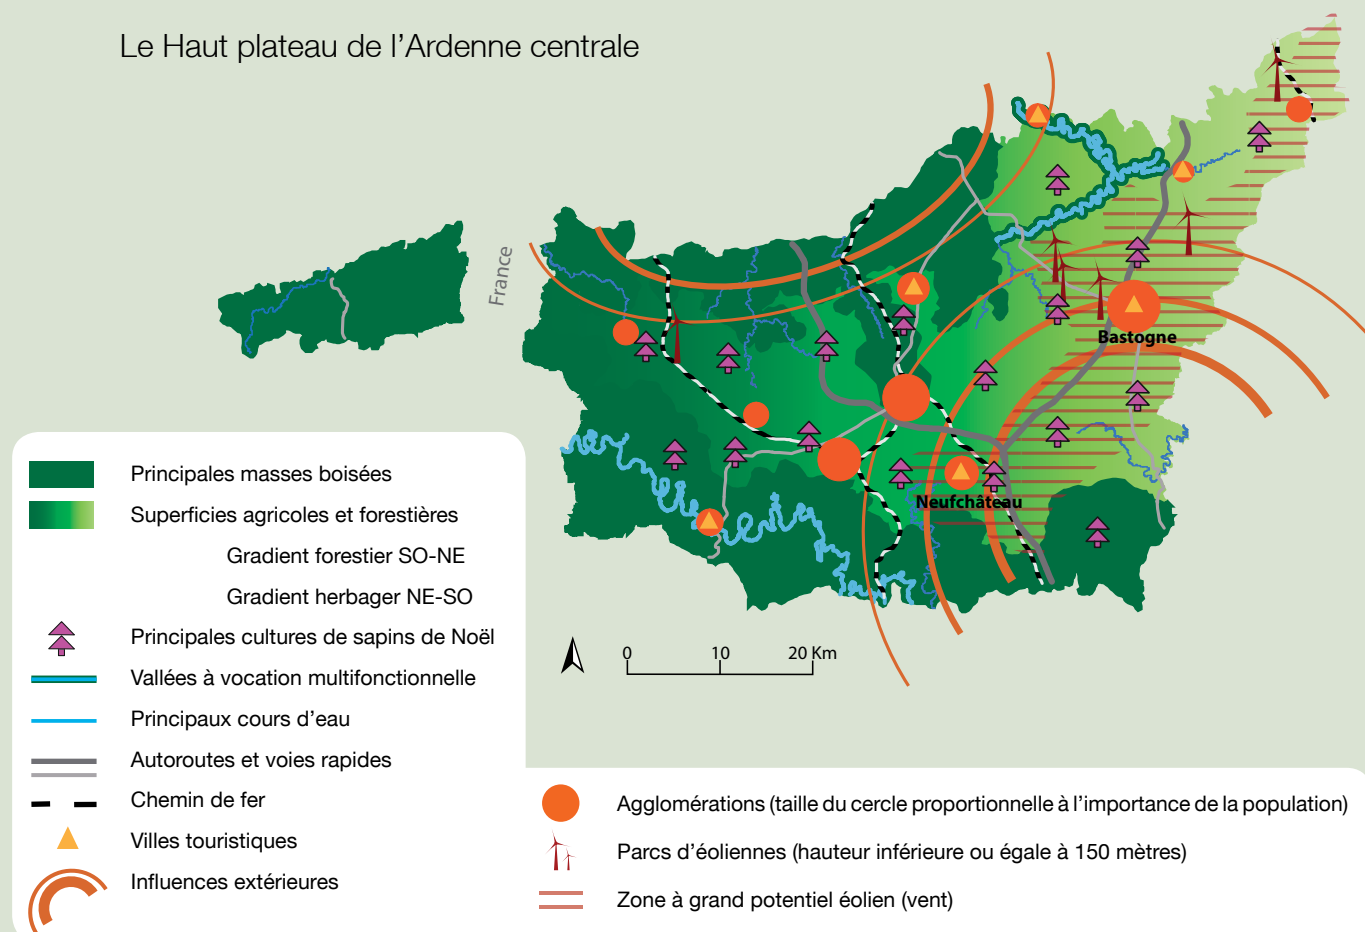 Le Haut plateau de l'Ardenne centrale
France
Bastogne
Neufchâteau
0 10 20 Km
Principales masses boisées
Superficies agricoles et forestières
Gradient forestier SO-NE
Gradient herbager NE-SO
Principales cultures de sapins de Noël
Vallées à vocation multifonctionnelle
Principaux cours d'eau
Autoroutes et voies rapides
Chemin de fer
Villes touristiques
Influences extérieures
Agglomérations (taille du cercle proportionnelle à l'importance de la population)
Parcs d'éoliennes (hauteur inférieure ou égale à 150 mètres)
Zone à grand potentiel éolien (vent)